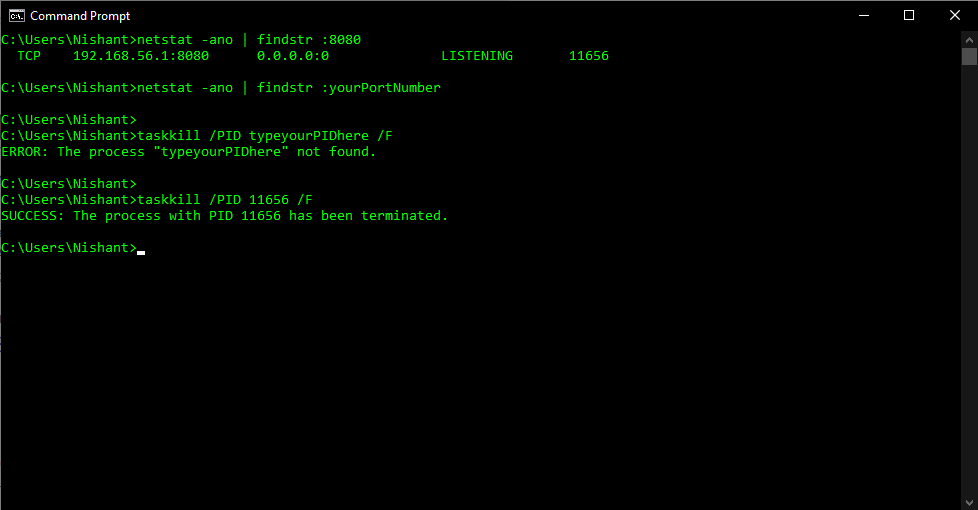 Command Prompt
C:\Users\Nishant>netstat -ano | findstr :8080
  TCP    192.168.56.1:8080      0.0.0.0:0              LISTENING       11656
C:\Users\Nishant>netstat -ano | findstr :yourPortNumber
C:\Users\Nishant>
C:\Users\Nishant>taskkill /PID typeyourPIDhere /F
ERROR: The process "typeyourPIDhere" not found.
C:\Users\Nishant>
C:\Users\Nishant>taskkill /PID 11656 /F
SUCCESS: The process with PID 11656 has been terminated.
C:\Users\Nishant>